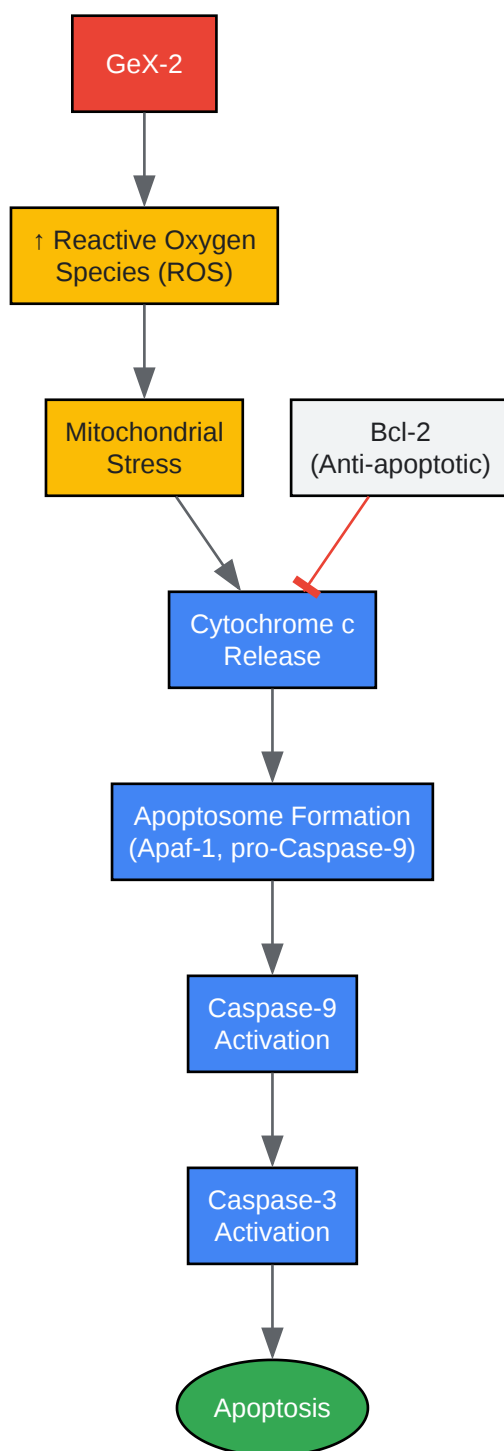 GeX-2
↑ Reactive Oxygen
Species (ROS)
Mitochondrial
Stress
Bcl-2
(Anti-apoptotic)
Cytochrome c
Release
Apoptosome Formation
(Apaf-1, pro-Caspase-9)
Caspase-9
Activation
Caspase-3
Activation
Apoptosis